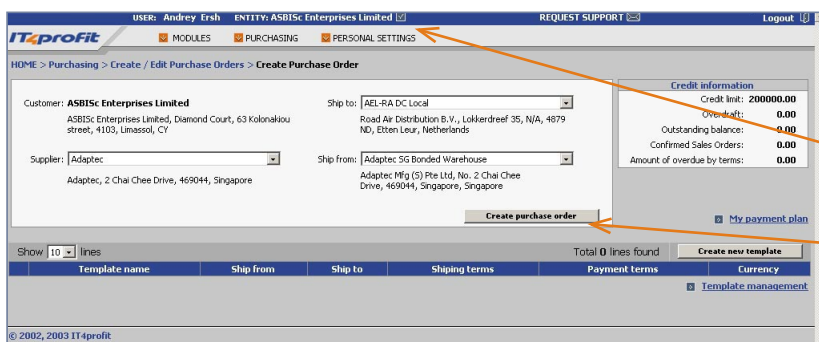 USER: Andrey Ersh ENTITY: ASBISc Enterprises Limited REQUEST SUPPORT Logout
IT4profit MODULES PURCHASING PERSONAL SETTINGS
HOME > Purchasing > Create / Edit Purchase Orders > Create Purchase Order
Customer: ASBISc Enterprises Limited
ASBISc Enterprises Limited, Diamond Court, 63 Kolonakiou
street, 4103, Limassol, CY
Ship to: AEL-RA DC Local
Road Air Distribution B.V., Lokkerdreef 35, N/A, 4879
ND, Etten Leur, Netherlands
Supplier: Adaptec
Adaptec, 2 Chai Chee Drive, 469044, Singapore
Ship from: Adaptec SG Bonded Warehouse
Adaptec Mfg (S) Pte Ltd, No. 2 Chai Chee
Drive, 469044, Singapore, Singapore
Create purchase order
Credit information
Credit limit: 200000.00
Overdraft: 0.00
Outstanding balance: 0.00
Confirmed Sales Orders: 0.00
Amount of overdue by terms: 0.00
My payment plan
Show 10 lines Total 0 lines found Create new template
Template name Ship from Ship to Shiping terms Payment terms Currency
Template management
© 2002, 2003 IT4profit